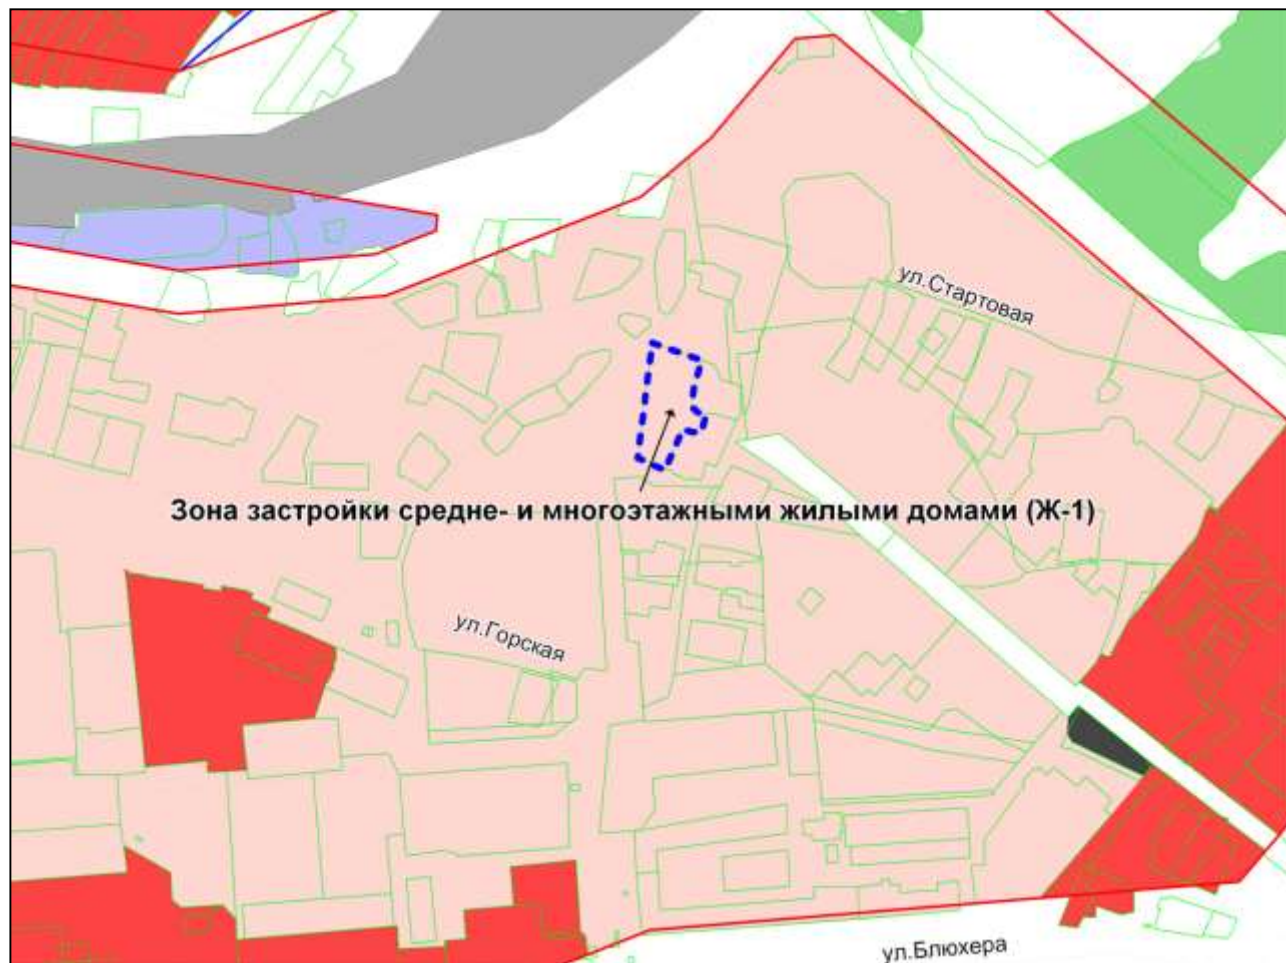 ул.Стартовая
Зона застройки средне- и многоэтажными жилыми домами (Ж-1)
ул.Горская
ул.Блюхера